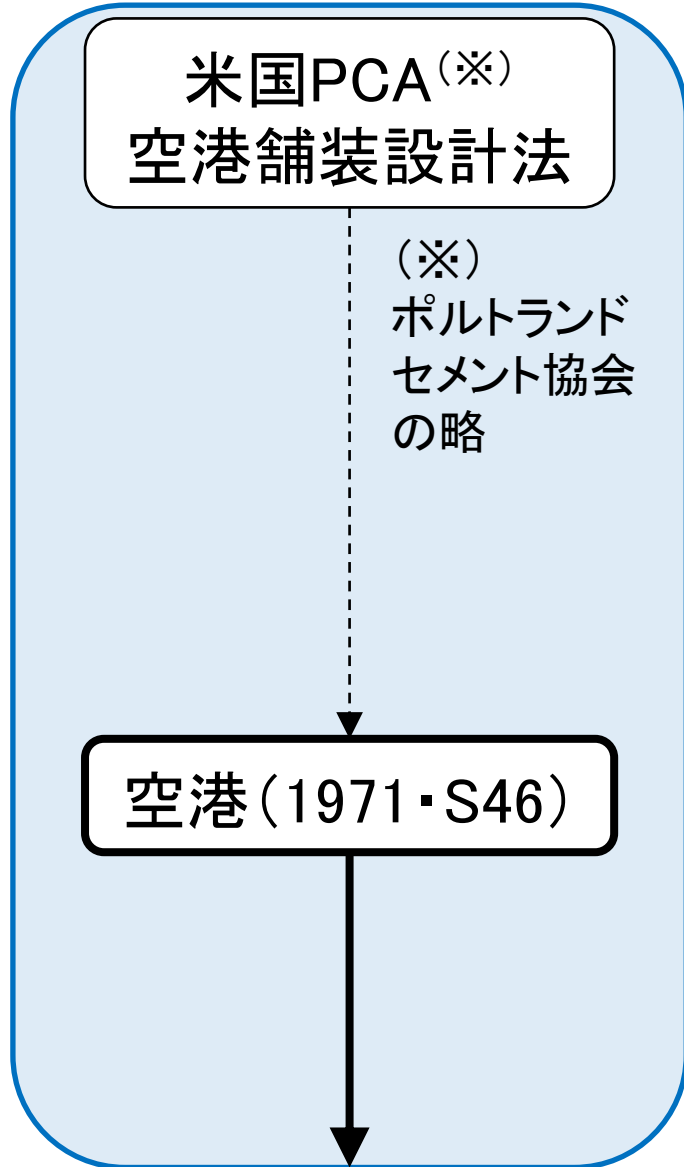 米国PCA(※)
空港舗装設計法
(※)
ポルトランド
セメント協会
の略
空港(1971・S46)